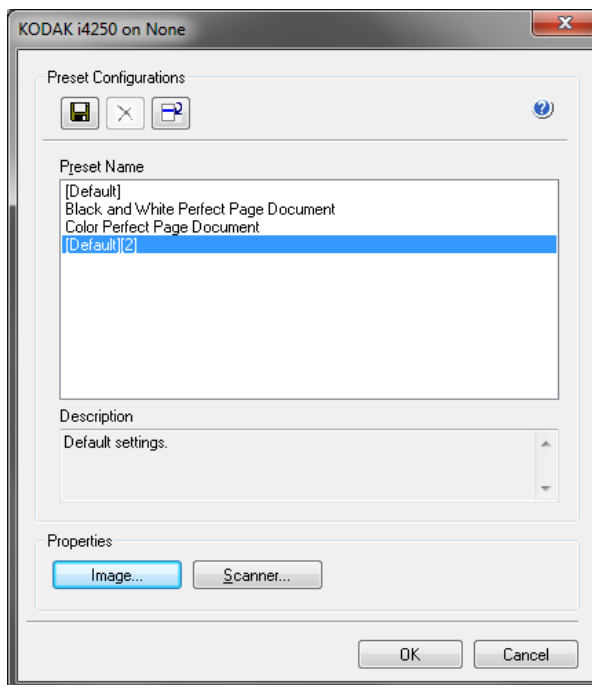 KODAK i4250 on None
Preset Configurations
Preset Name
[Default]
Black and White Perfect Page Document
Color Perfect Page Document
[Default][2]
Description
Default settings.
Properties
Image...
Scanner...
OK
Cancel